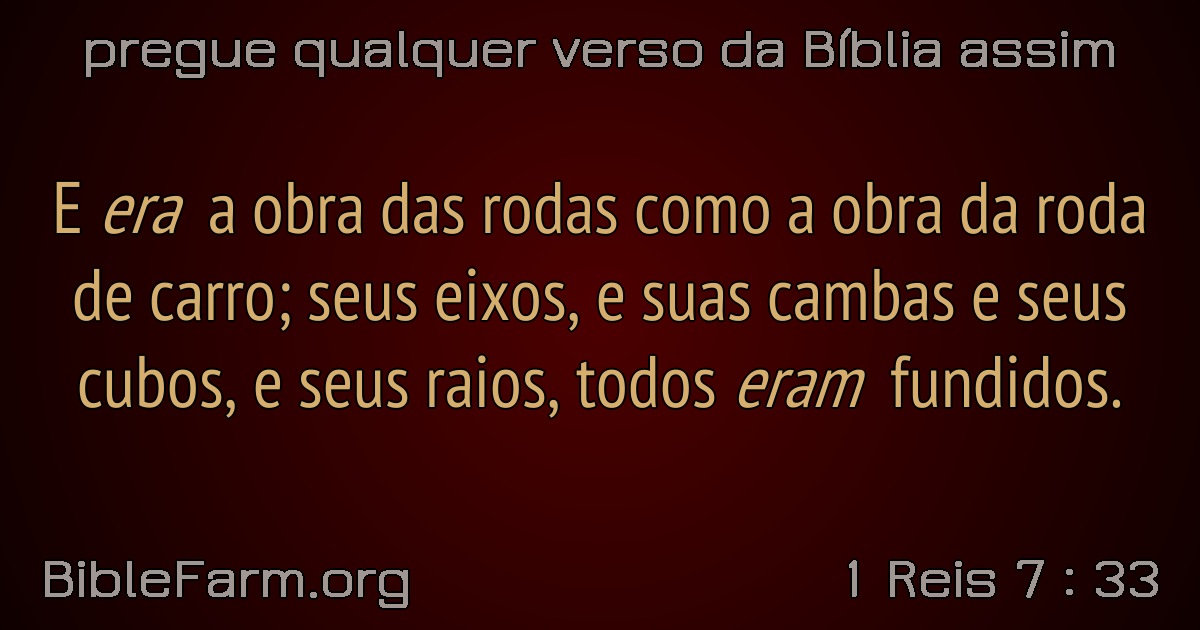 pregue qualquer verso da Bíblia assim
E era a obra das rodas como a obra da roda
de carro; seus eixos, e suas cambas e seus
cubos, e seus raios, todos eram fundidos.
BibleFarm.org
1 Reis 7 : 33